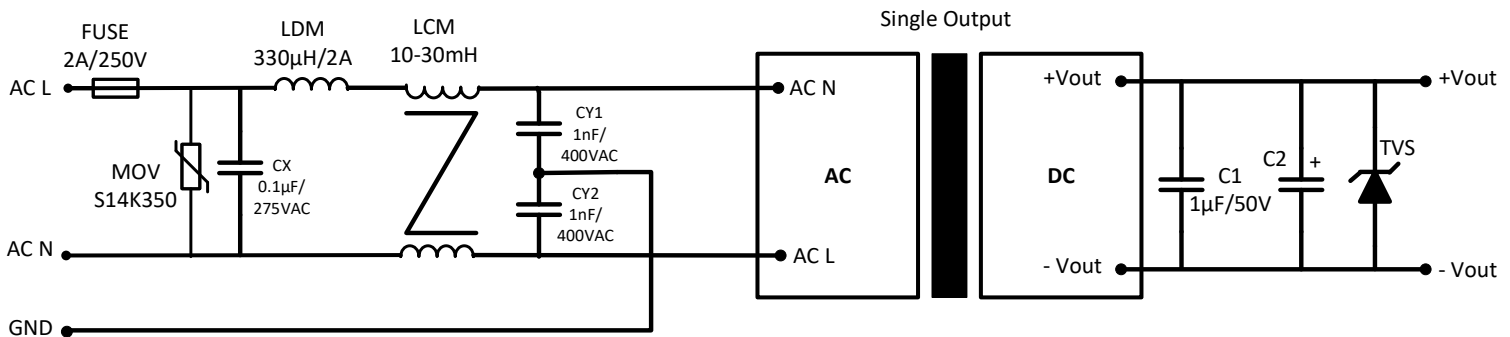 Single Output
FUSE
2A/250V
LDM
330µH/2A
LCM
10-30mH
AC L
AC N
GND
MOV
S14K350
CX
0.1µF/
275VAC
CY1
1nF/
400VAC
CY2
1nF/
400VAC
AC N
AC
AC L
+Vout
DC
- Vout
C1
1µF/50V
C2
+
TVS
+Vout
- Vout